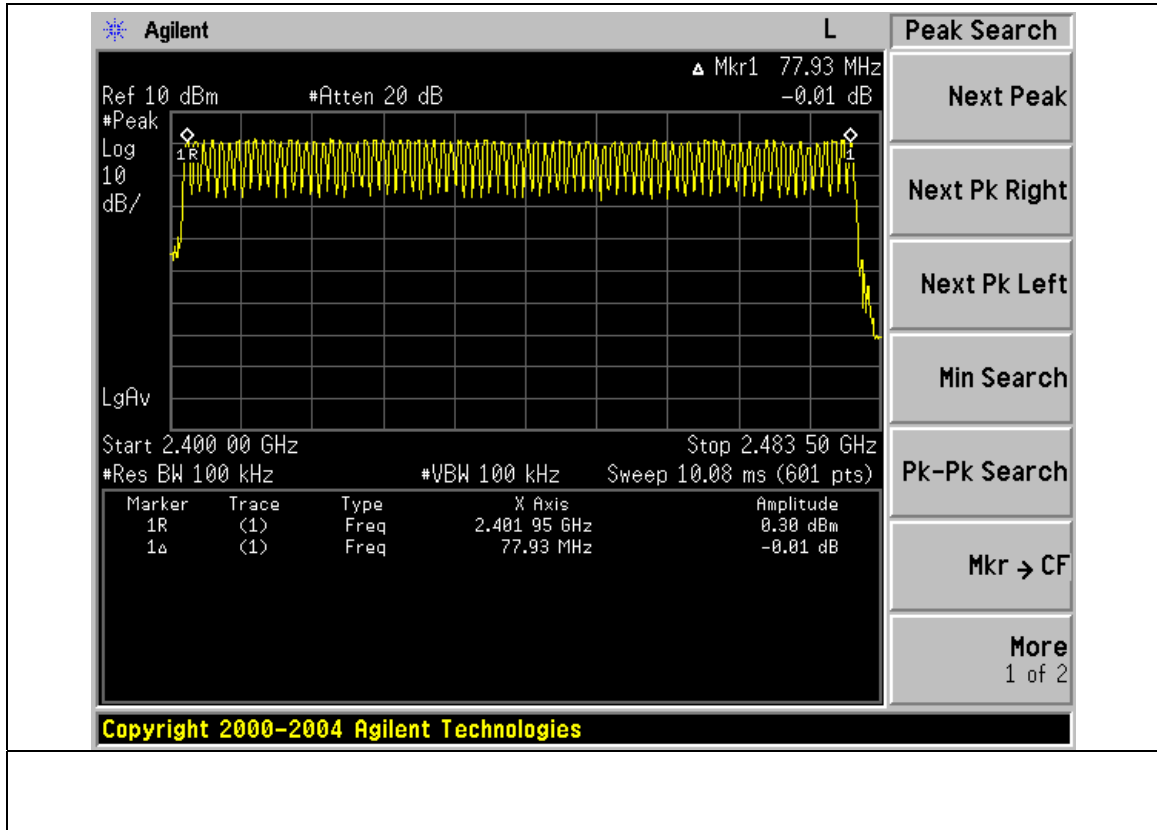 Agilent L Peak Search
Δ Mkr1 77.93 MHz
Ref 10 dBm #Atten 20 dB -0.01 dB
#Peak
Log
10
dB/
1R
1
LgAv
Start 2.400 00 GHz Stop 2.483 50 GHz
#Res BW 100 kHz #VBW 100 kHz Sweep 10.08 ms (601 pts)
Marker Trace Type X Axis Amplitude
1R (1) Freq 2.401 95 GHz 0.30 dBm
1Δ (1) Freq 77.93 MHz -0.01 dB
Next Peak
Next Pk Right
Next Pk Left
Min Search
Pk-Pk Search
Mkr → CF
More
1 of 2
Copyright 2000-2004 Agilent Technologies